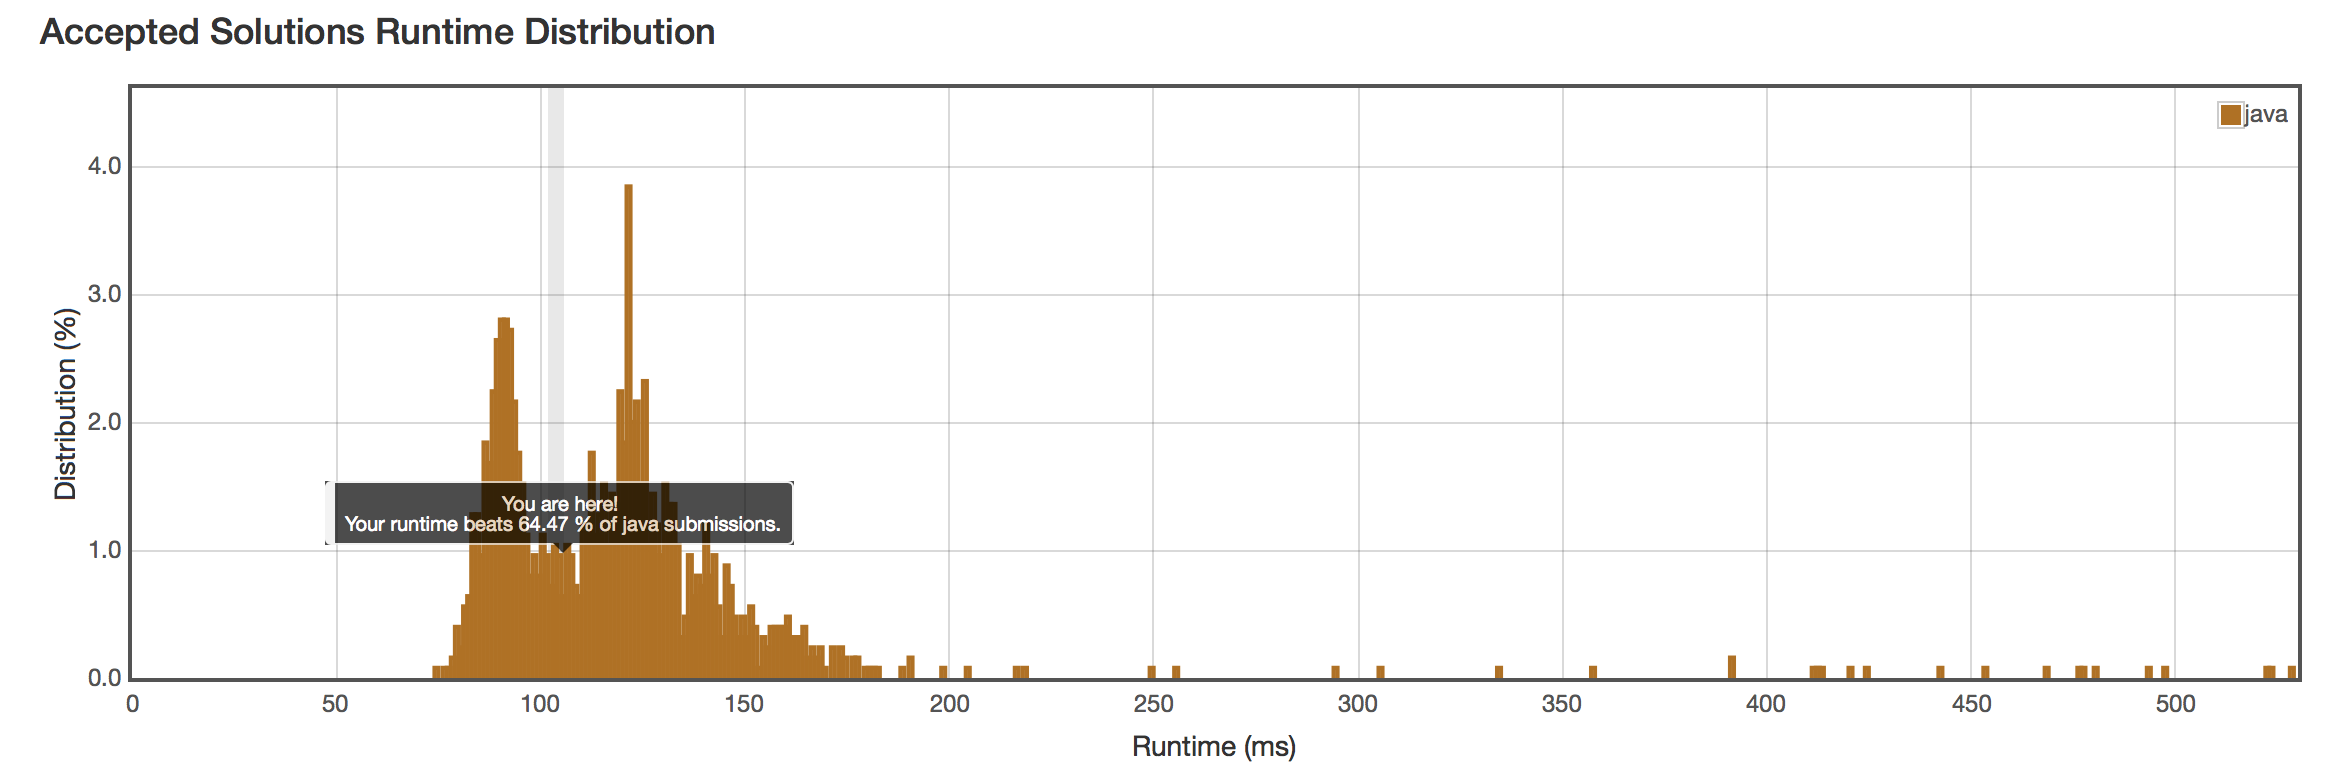 Accepted Solutions Runtime Distribution
java
4.0
3.0
2.0
1.0
0.0
Distribution (%)
You are here!
Your runtime beats 64.47 % of java submissions.
0 50 100 150 200 250 300 350 400 450 500
Runtime (ms)